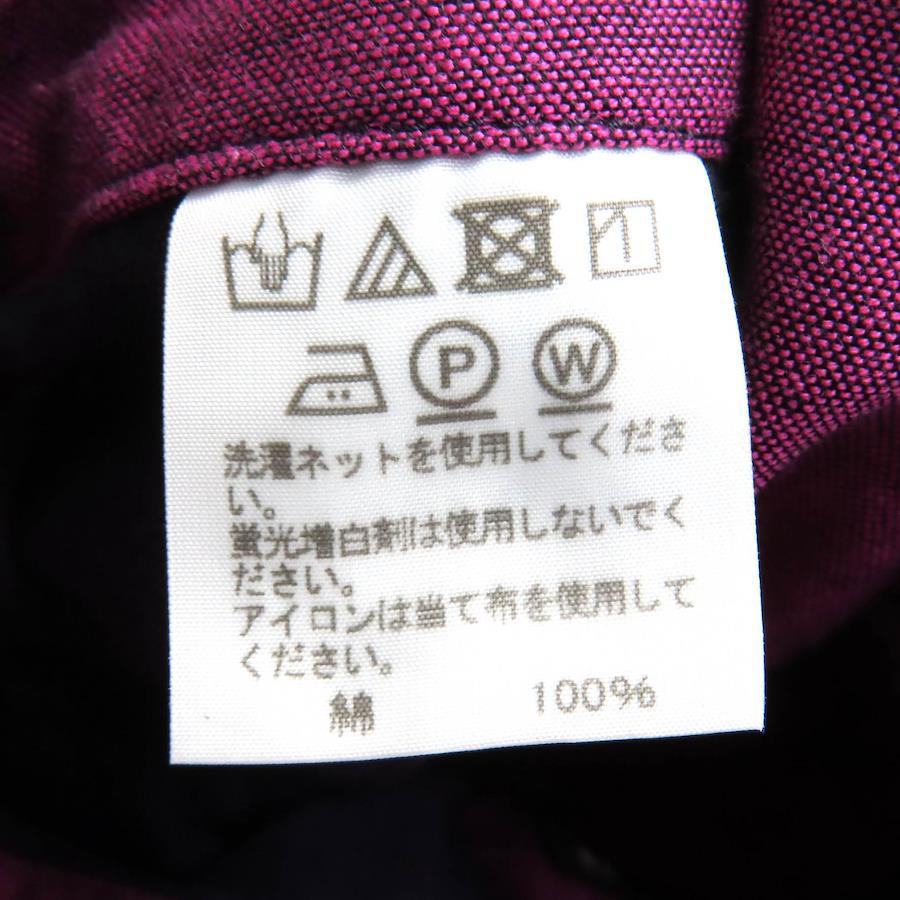 P W
洗濯ネットを使用してくださ
い。
蛍光増白剤は使用しないでく
ださい。
アイロンは当て布を使用して
ください。
綿 100%